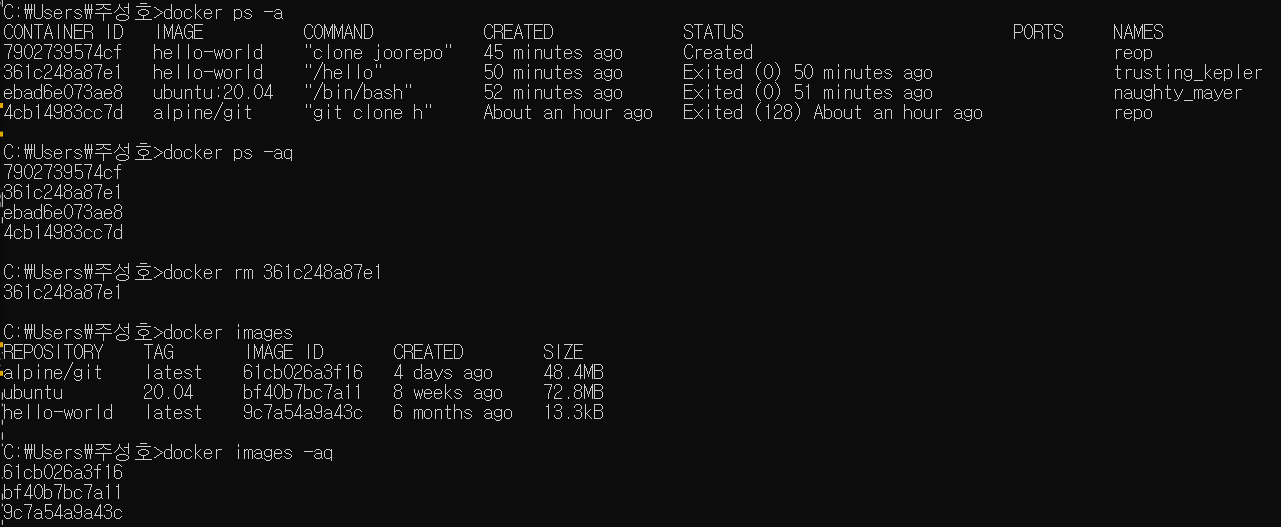 C:\Users\주성호>docker ps -a
CONTAINER ID   IMAGE          COMMAND          CREATED             STATUS                           PORTS     NAMES
7902739574cf   hello-world    "clone joorepo"   45 minutes ago      Created                                    reop
361c248a87e1   hello-world    "/hello"          50 minutes ago      Exited (0) 50 minutes ago                  trusting_kepler
ebad6e073ae8   ubuntu:20.04   "/bin/bash"       52 minutes ago      Exited (0) 51 minutes ago                  naughty_mayer
4cb14983cc7d   alpine/git     "git clone h"     About an hour ago   Exited (128) About an hour ago             repo
C:\Users\주성호>docker ps -aq
7902739574cf
361c248a87e1
ebad6e073ae8
4cb14983cc7d
C:\Users\주성호>docker rm 361c248a87e1
361c248a87e1
C:\Users\주성호>docker images
REPOSITORY    TAG       IMAGE ID       CREATED        SIZE
alpine/git    latest    61cb026a3f16   4 days ago     48.4MB
ubuntu        20.04     bf40b7bc7a11   8 weeks ago    72.8MB
hello-world   latest    9c7a54a9a43c   6 months ago   13.3kB
C:\Users\주성호>docker images -aq
61cb026a3f16
bf40b7bc7a11
9c7a54a9a43c